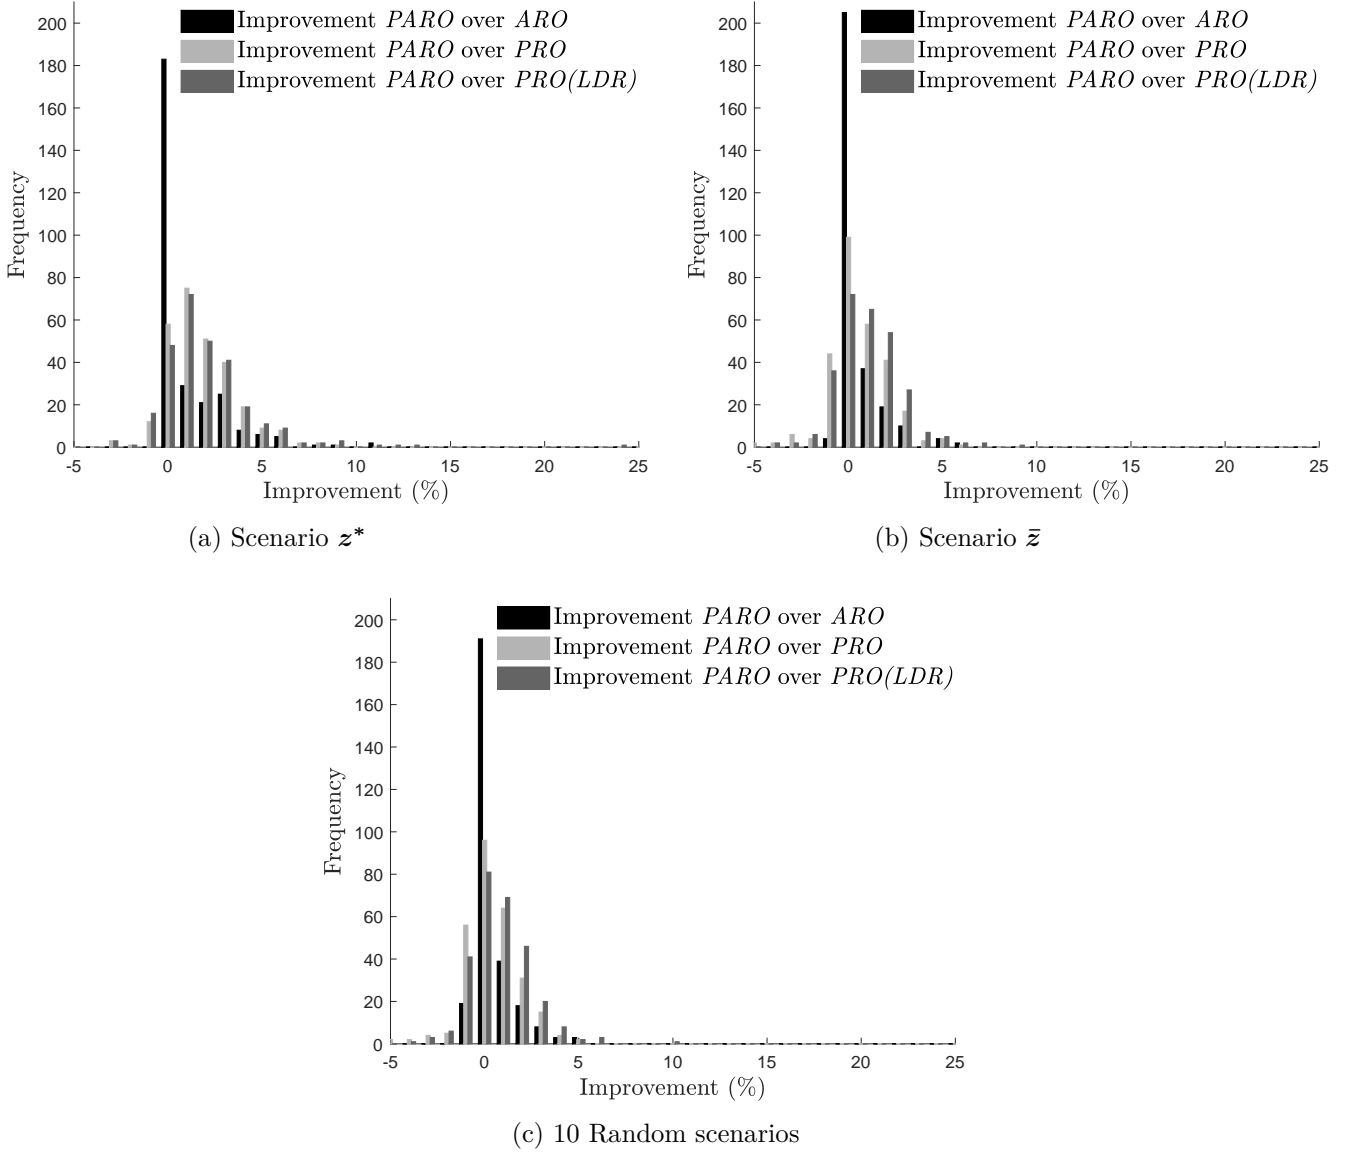 Improvement PARO over ARO
Improvement PARO over PRO
Improvement PARO over PRO(LDR)
200
180
160
140
120
100
80
60
40
20
0
Frequency
-5 0 5 10 15 20 25
Improvement (%)
(a) Scenario z*
Improvement PARO over ARO
Improvement PARO over PRO
Improvement PARO over PRO(LDR)
200
180
160
140
120
100
80
60
40
20
0
Frequency
-5 0 5 10 15 20 25
Improvement (%)
(b) Scenario z̄
Improvement PARO over ARO
Improvement PARO over PRO
Improvement PARO over PRO(LDR)
200
180
160
140
120
100
80
60
40
20
0
Frequency
-5 0 5 10 15 20 25
Improvement (%)
(c) 10 Random scenarios